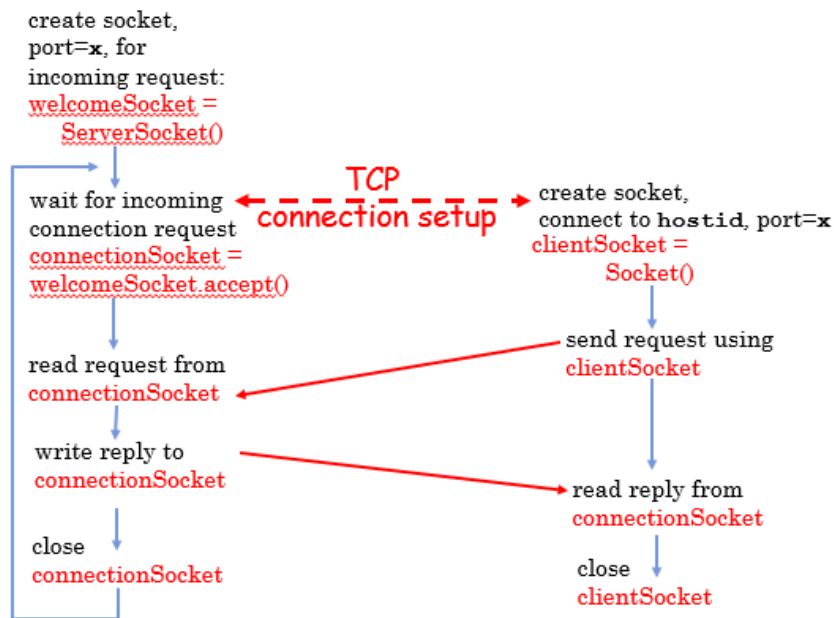 create socket,
port=x, for
incoming request:
welcomeSocket =
ServerSocket()
wait for incoming
connection request
connectionSocket =
welcomeSocket.accept()
read request from
connectionSocket
write reply to
connectionSocket
close
connectionSocket
TCP
connection setup
create socket,
connect to hostid, port=x
clientSocket =
Socket()
send request using
clientSocket
read reply from
connectionSocket
close
clientSocket